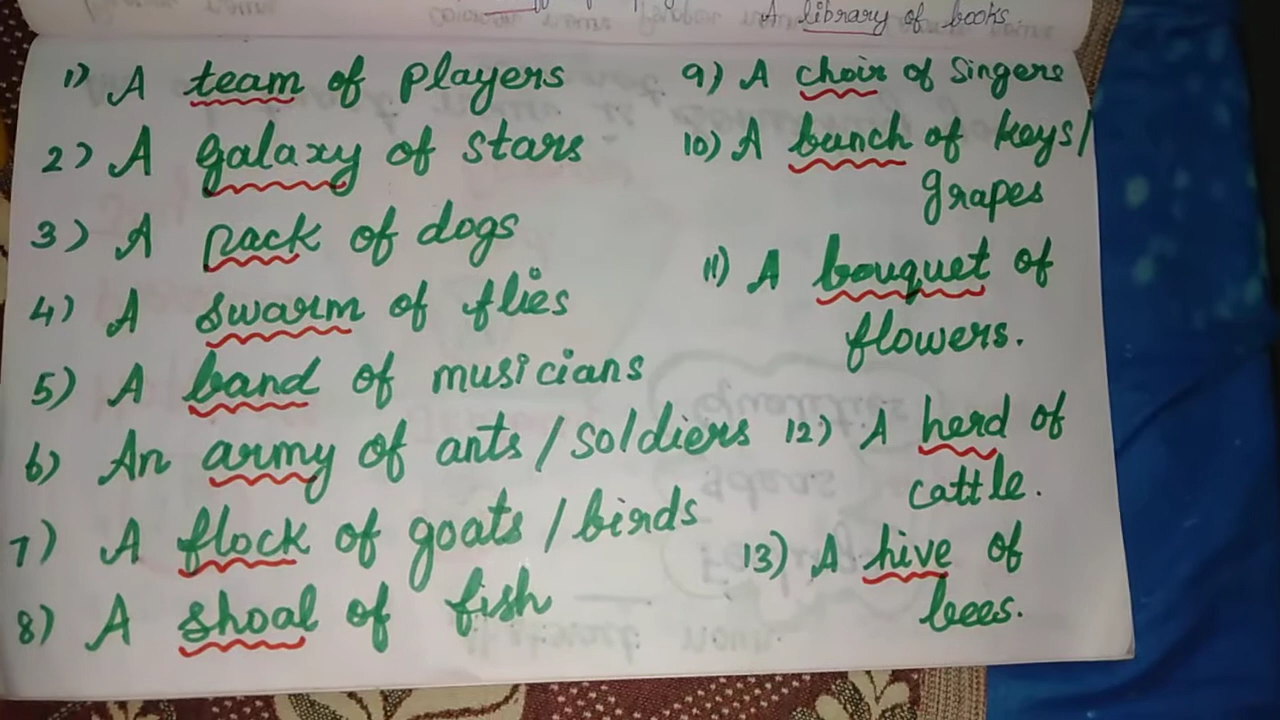 A library of books
1) A team of players
2) A galaxy of stars
3) A pack of dogs
4) A swarm of flies
5) A band of musicians
6) An army of ants / soldiers
7) A flock of goats / birds
8) A shoal of fish
9) A choir of Singers
10) A bunch of keys/
grapes
11) A bouquet of
flowers.
12) A herd of
cattle.
13) A hive of
bees.